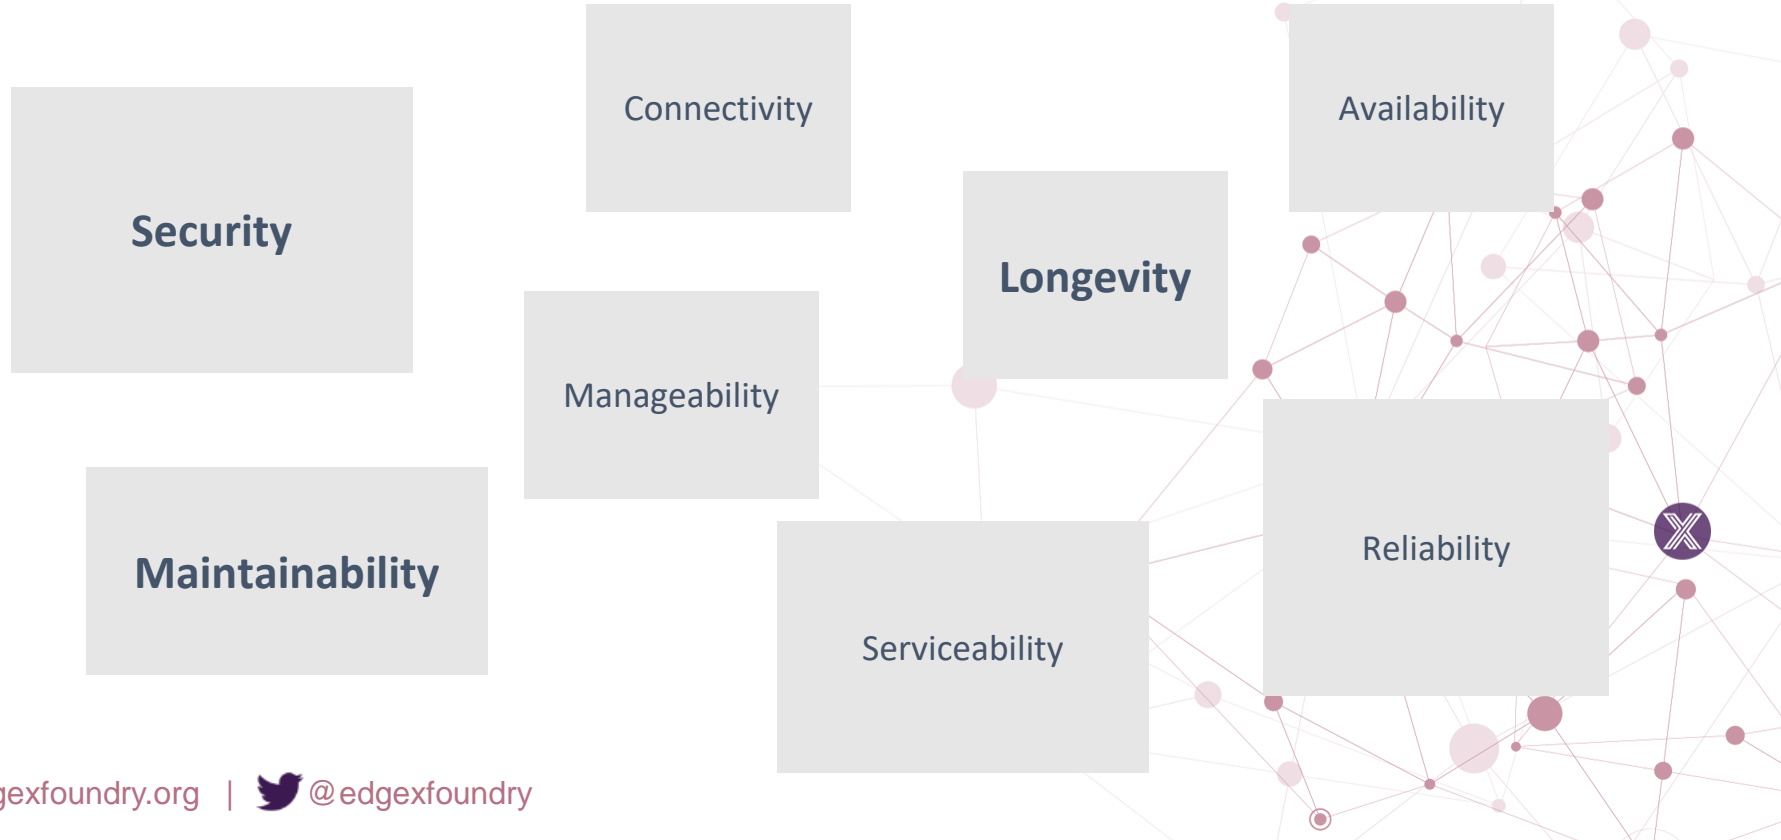 Connectivity
Availability
Security
Longevity
Manageability
Reliability
Maintainability
Serviceability
gexfoundry.org | @edgexfoundry